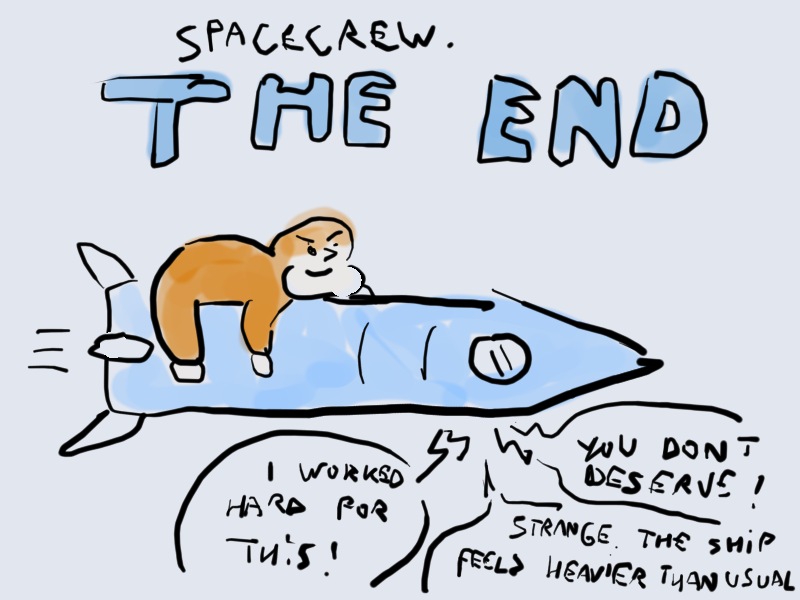 SPACECREW.
THE END
I WORKED
HARD FOR
THiS!
YOU DONT
DESERVE!
STRANGE. THE SHiP
FEELS HEAVIER THAN USUAL